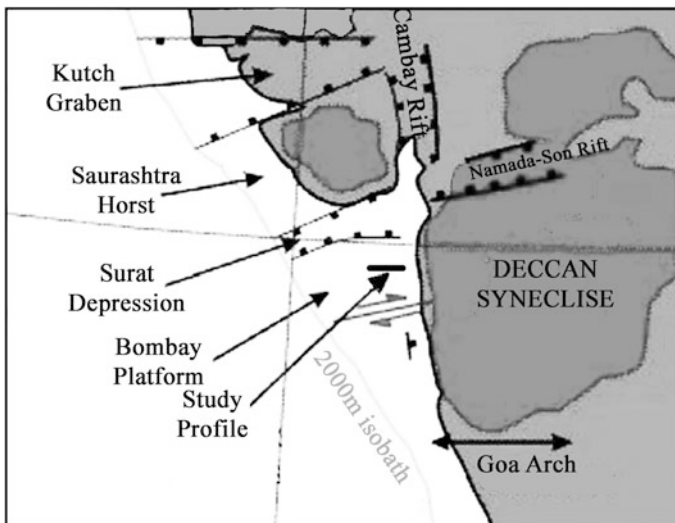 Kutch
Graben
Cambay Rift
Saurashtra
Horst
Namada-Son Rift
Surat
Depression
DECCAN
SYNECLISE
Bombay
Platform
Study
Profile
2000m isobath
Goa Arch